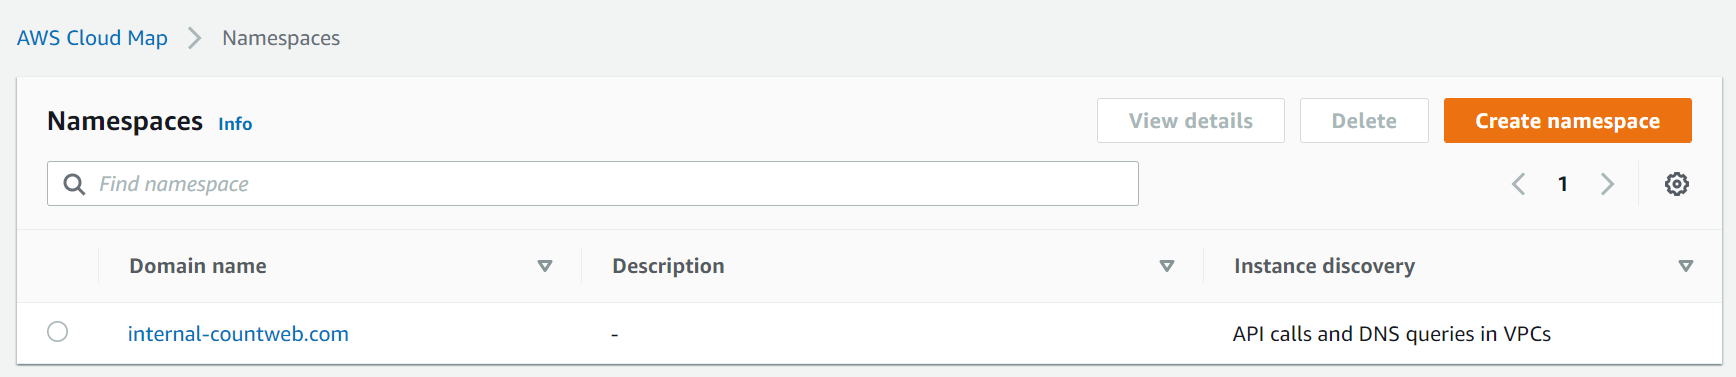 AWS Cloud Map Namespaces
Namespaces Info View details Delete Create namespace
Find namespace 1
Domain name Description Instance discovery
internal-countweb.com - API calls and DNS queries in VPCs